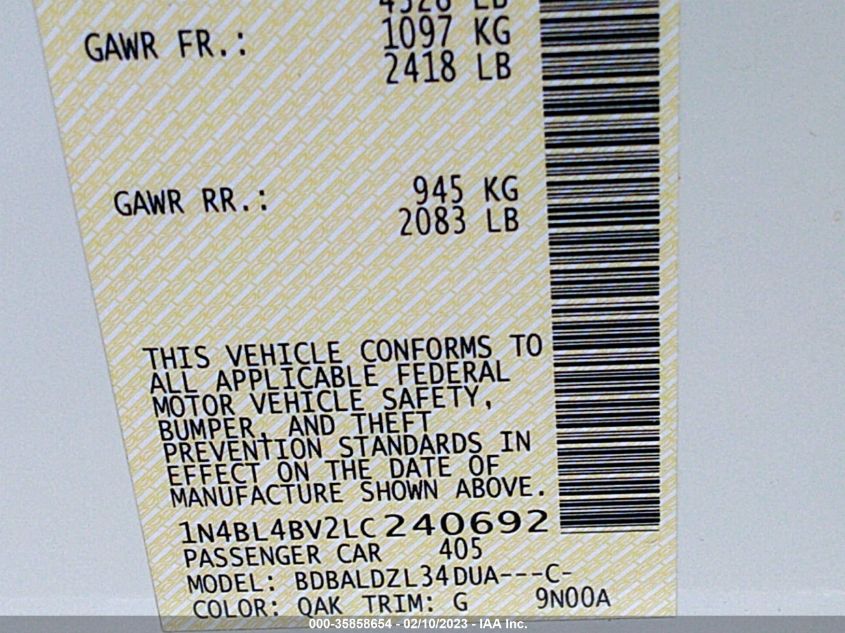 4528 LB
GAWR FR.: 1097 KG
2418 LB
GAWR RR.: 945 KG
2083 LB
THIS VEHICLE CONFORMS TO
ALL APPLICABLE FEDERAL
MOTOR VEHICLE SAFETY,
BUMPER, AND THEFT
PREVENTION STANDARDS IN
EFFECT ON THE DATE OF
MANUFACTURE SHOWN ABOVE.
1N4BL4BV2LC240692
PASSENGER CAR 405
MODEL: BDBALDZL34DUA---C-
COLOR: QAK TRIM: G 9N00A
000-35858654 - 02/10/2023 - IAA Inc.